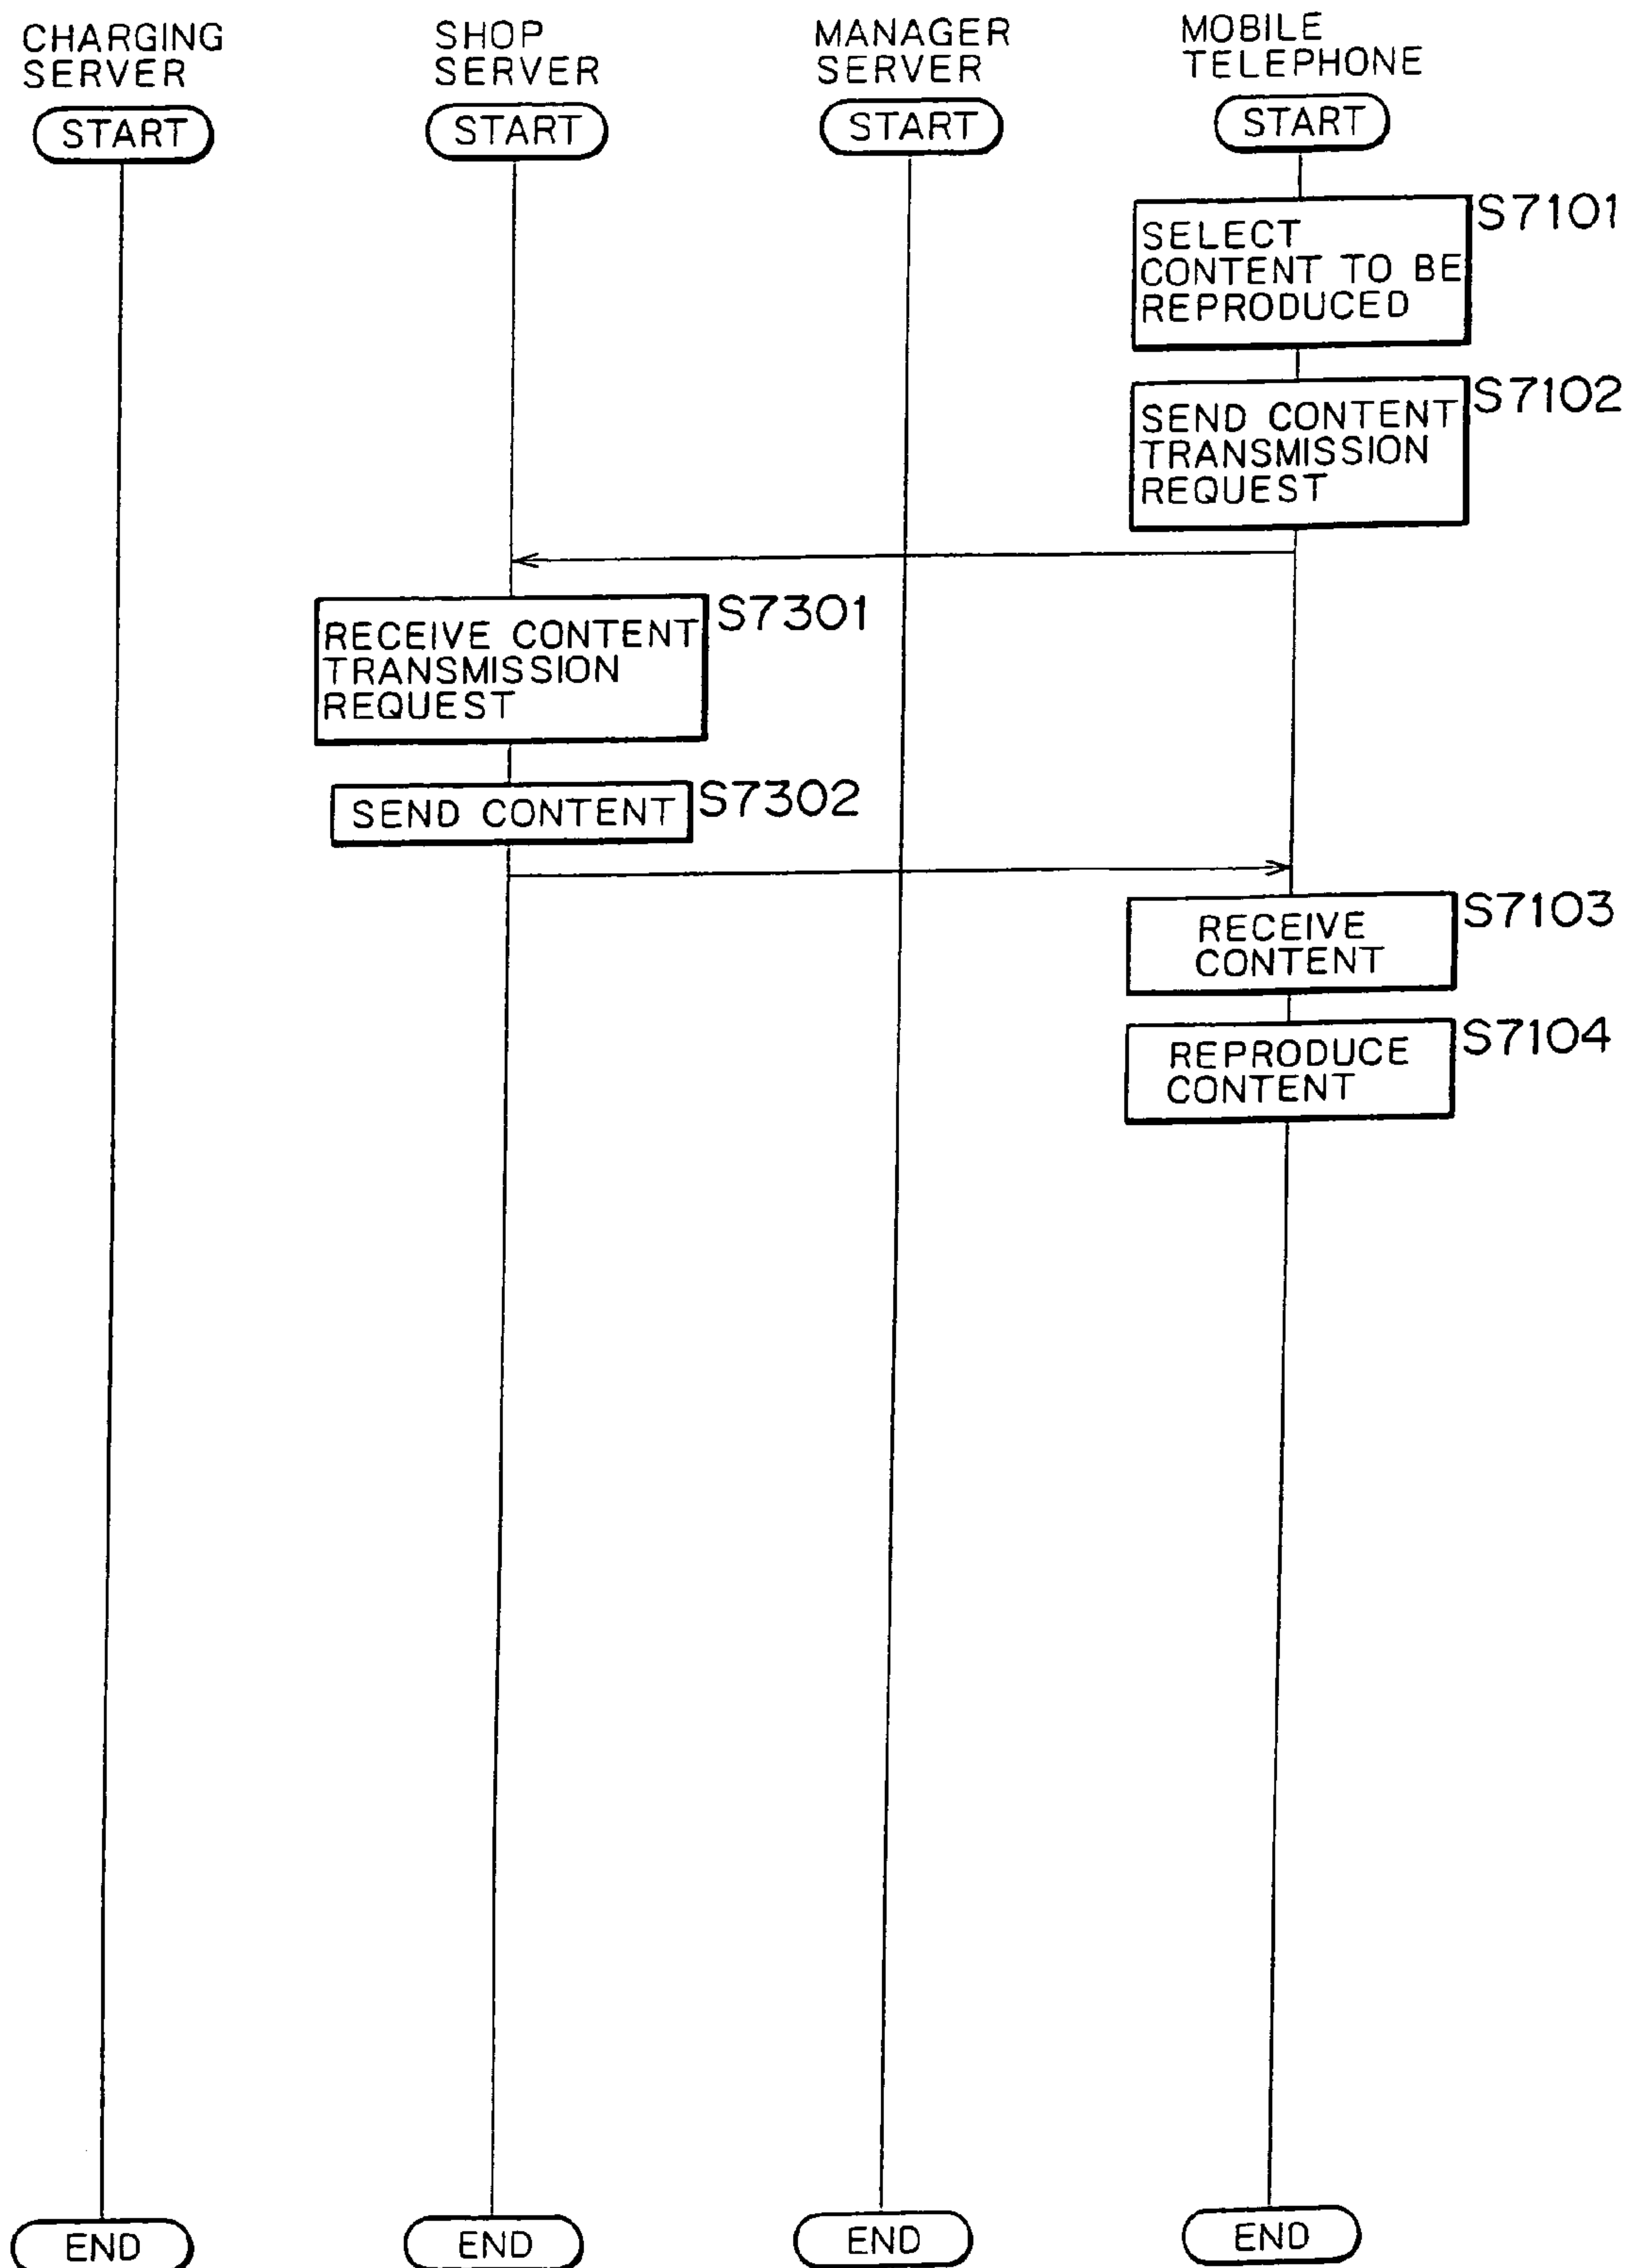 CHARGING
SERVER
SHOP
SERVER
MANAGER
SERVER
MOBILE
TELEPHONE
START
START
START
START
SELECT
CONTENT TO BE
REPRODUCED
S7101
SEND CONTENT
TRANSMISSION
REQUEST
S7102
RECEIVE CONTENT
TRANSMISSION
REQUEST
S7301
SEND CONTENT
S7302
RECEIVE
CONTENT
S7103
REPRODUCE
CONTENT
S7104
END
END
END
END